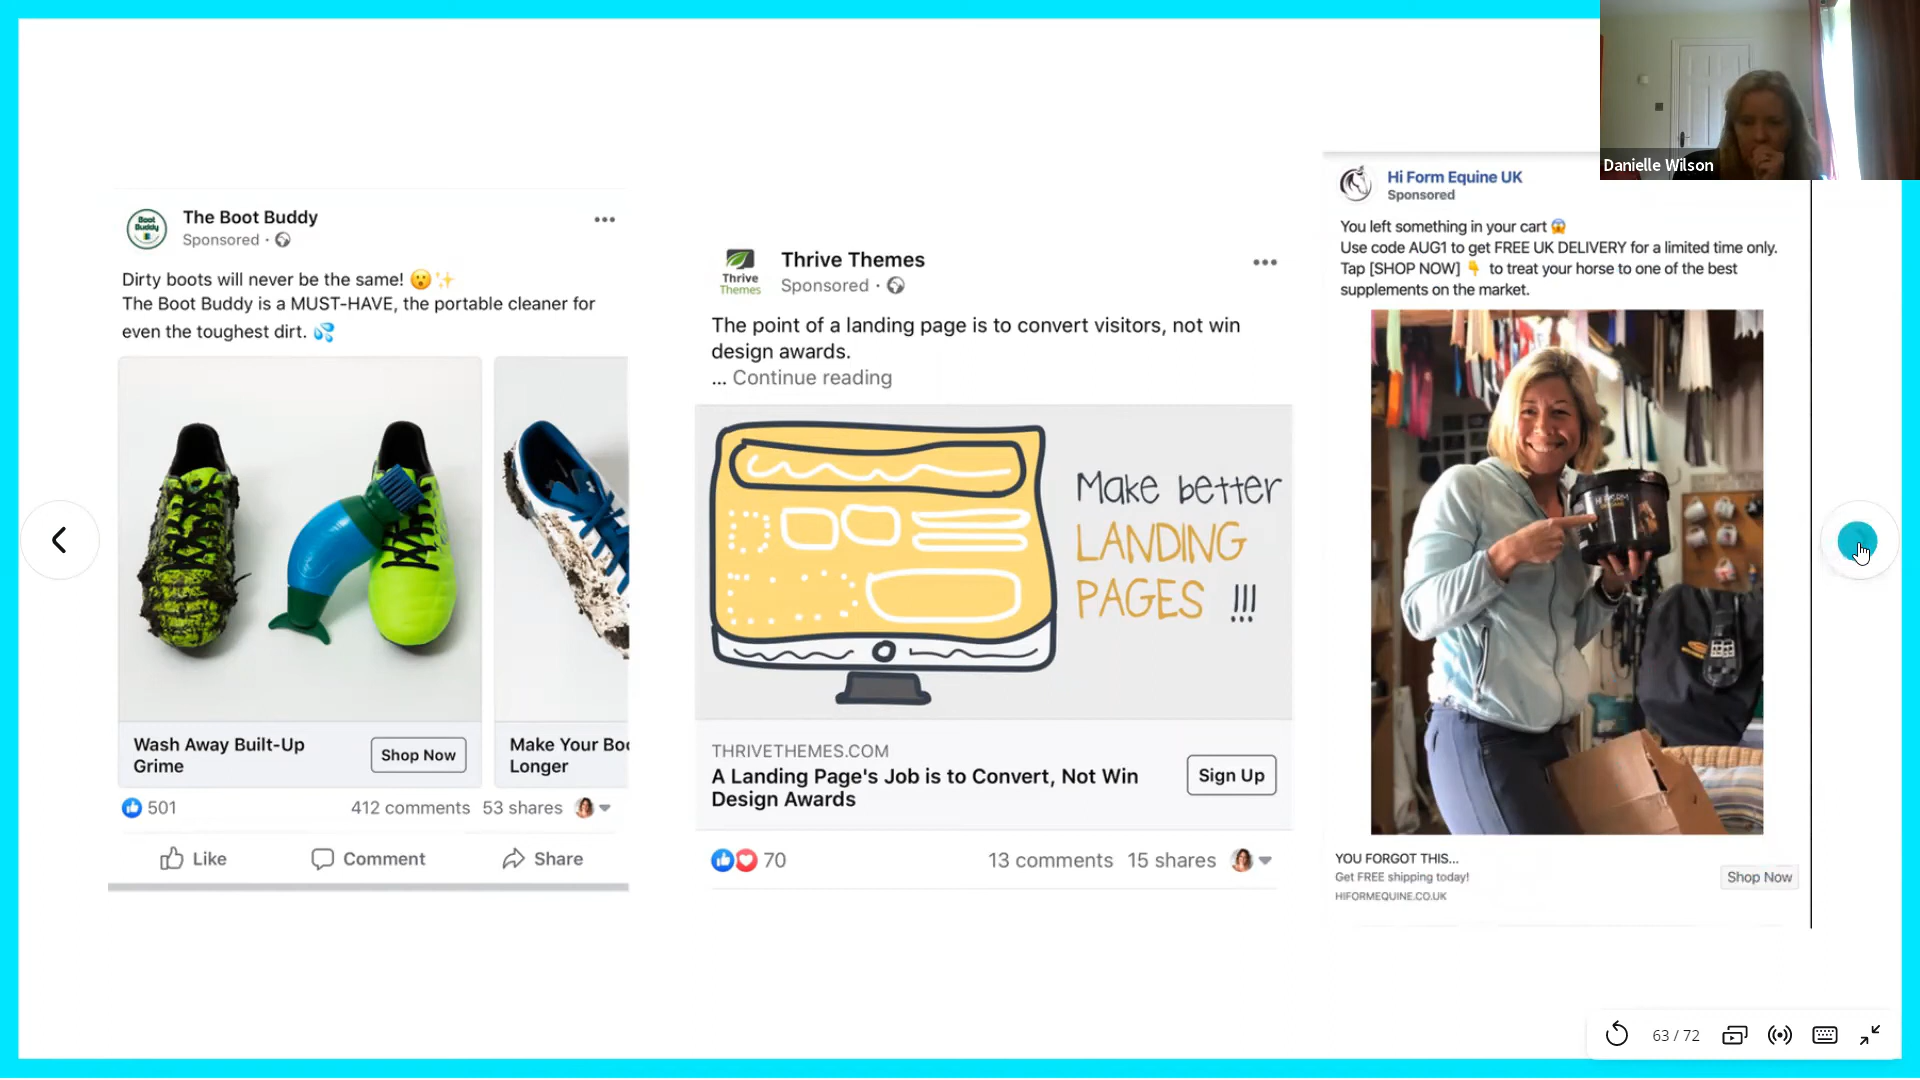 Danielle Wilson
The Boot Buddy
Sponsored ·
Dirty boots will never be the same! 😮✨
The Boot Buddy is a MUST-HAVE, the portable cleaner for
even the toughest dirt. 💦
Wash Away Built-Up
Grime
Shop Now
Make Your Boo
Longer
501
412 comments 53 shares
Like
Comment
Share
Thrive
Themes
Thrive Themes
Sponsored ·
The point of a landing page is to convert visitors, not win
design awards.
... Continue reading
Make better
LANDING
PAGES !!!
THRIVETHEMES.COM
A Landing Page's Job is to Convert, Not Win
Design Awards
Sign Up
70
13 comments 15 shares
Hi Form Equine UK
Sponsored
You left something in your cart 😱
Use code AUG1 to get FREE UK DELIVERY for a limited time only.
Tap [SHOP NOW] 👇 to treat your horse to one of the best
supplements on the market.
HI FORM
YOU FORGOT THIS...
Get FREE shipping today!
HIFORMEQUINE.CO.UK
Shop Now
63 / 72